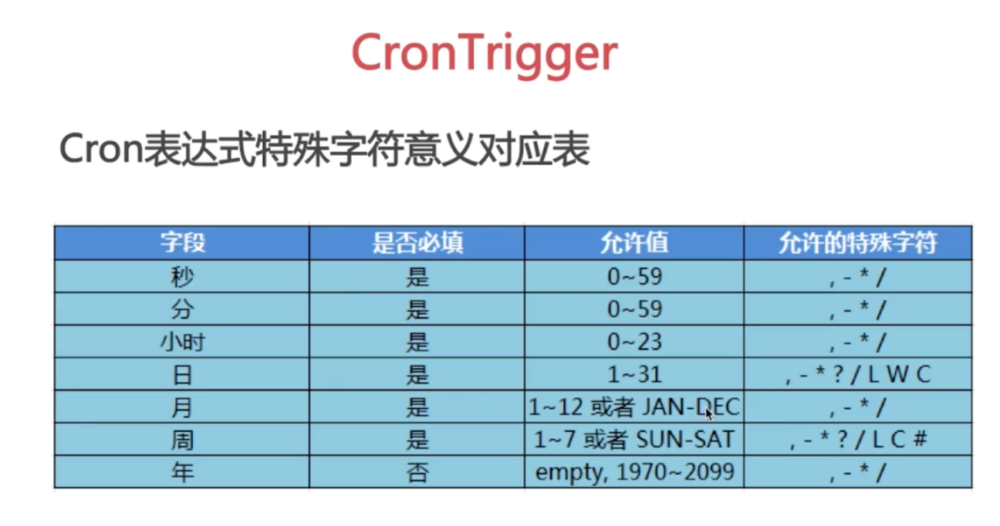 CronTrigger
Cron表达式特殊字符意义对应表
字段 是否必填 允许值 允许的特殊字符
秒 是 0~59 , - * /
分 是 0~59 , - * /
小时 是 0~23 , - * /
日 是 1~31 , - * ? / L W C
月 是 1~12 或者 JAN-DEC , - * /
周 是 1~7 或者 SUN-SAT , - * ? / L C #
年 否 empty, 1970~2099 , - * /